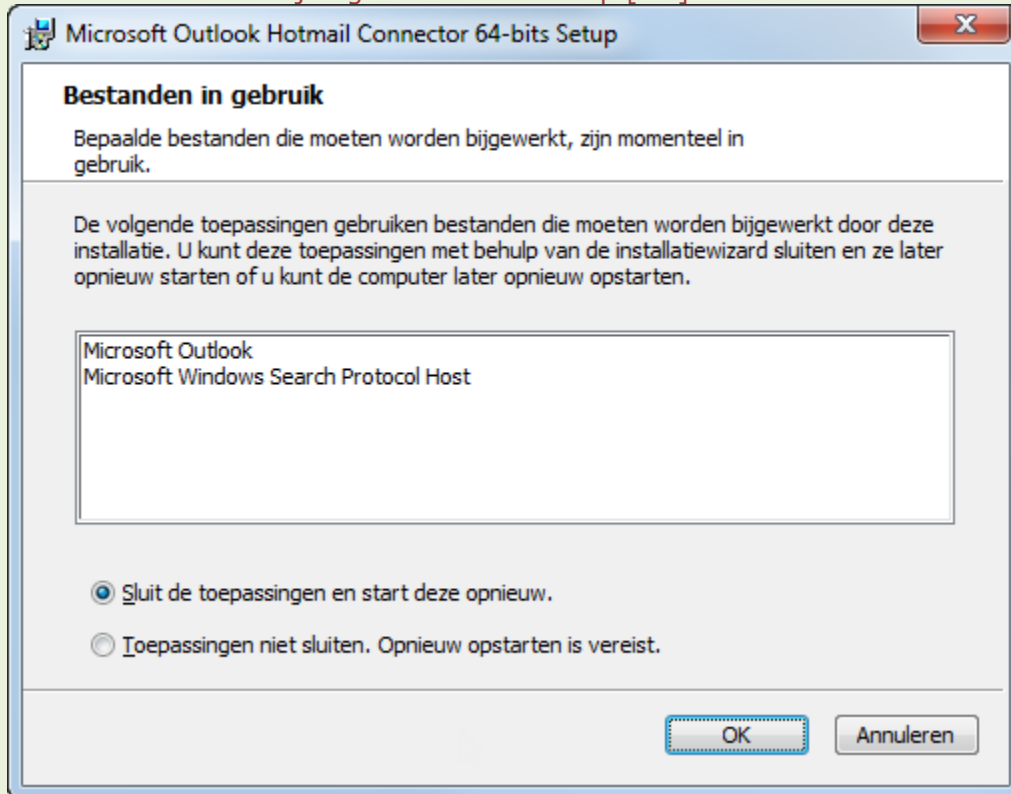 Microsoft Outlook Hotmail Connector 64-bits Setup
Bestanden in gebruik
Bepaalde bestanden die moeten worden bijgewerkt, zijn momenteel in
gebruik.
De volgende toepassingen gebruiken bestanden die moeten worden bijgewerkt door deze
installatie. U kunt deze toepassingen met behulp van de installatiewizard sluiten en ze later
opnieuw starten of u kunt de computer later opnieuw opstarten.
Microsoft Outlook
Microsoft Windows Search Protocol Host
Sluit de toepassingen en start deze opnieuw.
Toepassingen niet sluiten. Opnieuw opstarten is vereist.
OK Annuleren